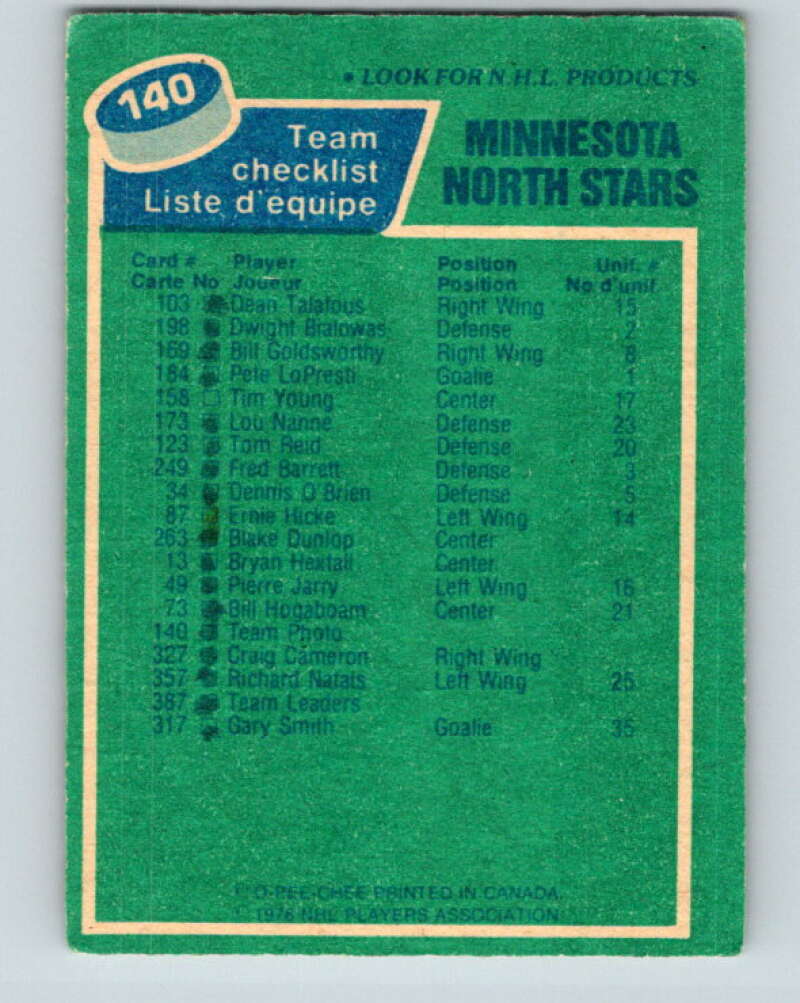 140
• LOOK FOR N.H.L. PRODUCTS
Team checklist
Liste d'équipe
MINNESOTA NORTH STARS
Card # Player Position Unif. #
Carte No Joueur Position No d'unif.
103 Dean Talafous Right Wing 15
198 Dwight Bialowas Defense 2
169 Bill Goldsworthy Right Wing 8
184 Pete LoPresti Goalie 1
158 Tim Young Center 17
173 Lou Nanne Defense 23
123 Tom Reid Defense 20
249 Fred Barrett Defense 3
34 Dennis O'Brien Defense 5
87 Ernie Hicke Left Wing 14
263 Blake Dunlop Center
13 Bryan Hextall Center
49 Pierre Jarry Left Wing 16
73 Bill Hogaboam Center 21
140 Team Photo
327 Craig Cameron Right Wing
357 Richard Natats Left Wing 25
387 Team Leaders
317 Gary Smith Goalie 35
O-PEE-CHEE PRINTED IN CANADA.
1976 NHL PLAYERS ASSOCIATION